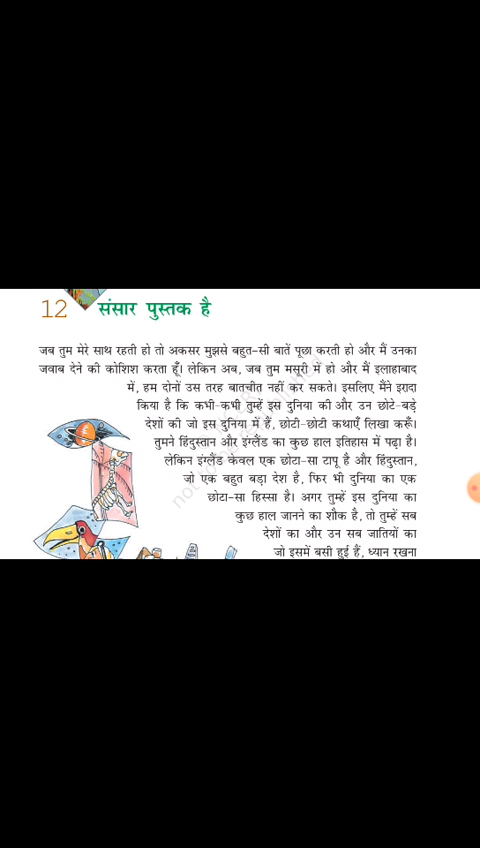 12 संसार पुस्तक है
जब तुम मेरे साथ रहती हो तो अकसर मुझसे बहुत-सी बातें पूछा करती हो और मैं उनका
जवाब देने की कोशिश करता हूँ। लेकिन अब, जब तुम मसूरी में हो और मैं इलाहाबाद
में, हम दोनों उस तरह बातचीत नहीं कर सकते। इसलिए मैंने इरादा
किया है कि कभी-कभी तुम्हें इस दुनिया की और उन छोटे-बड़े
देशों की जो इस दुनिया में हैं, छोटी-छोटी कथाएँ लिखा करूँ।
तुमने हिंदुस्तान और इंग्लैंड का कुछ हाल इतिहास में पढ़ा है।
लेकिन इंग्लैंड केवल एक छोटा-सा टापू है और हिंदुस्तान,
जो एक बहुत बड़ा देश है, फिर भी दुनिया का एक
छोटा-सा हिस्सा है। अगर तुम्हें इस दुनिया का
कुछ हाल जानने का शौक है, तो तुम्हें सब
देशों का और उन सब जातियों का
जो इसमें बसी हुई हैं, ध्यान रखना